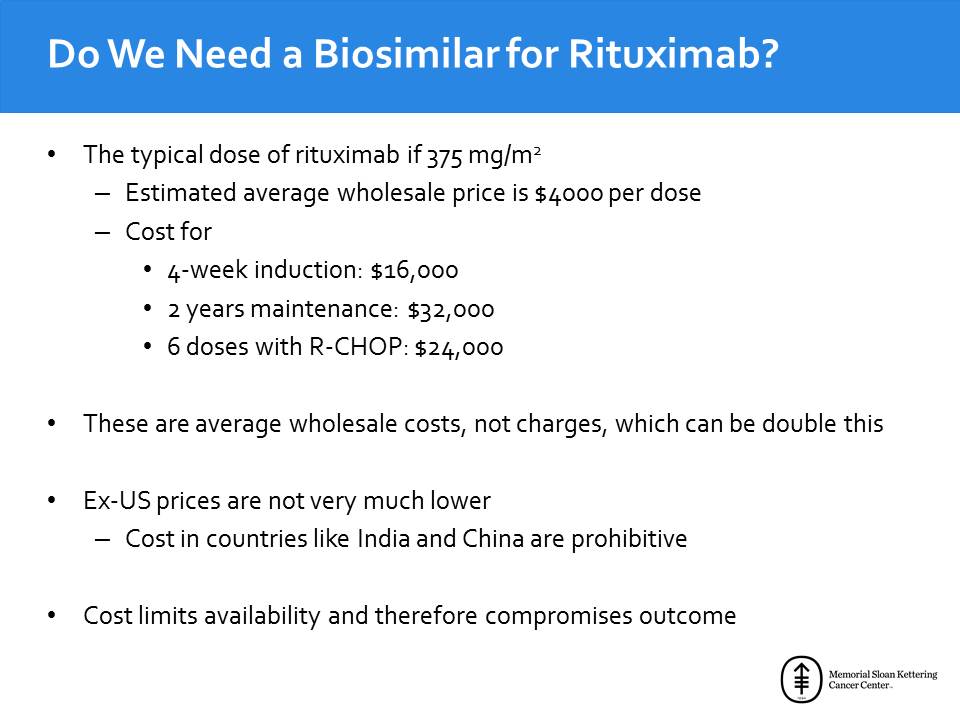 Do We Need a Biosimilar for Rituximab?
• The typical dose of rituximab if 375 mg/m²
– Estimated average wholesale price is $4000 per dose
– Cost for
• 4-week induction: $16,000
• 2 years maintenance: $32,000
• 6 doses with R-CHOP: $24,000
• These are average wholesale costs, not charges, which can be double this
• Ex-US prices are not very much lower
– Cost in countries like India and China are prohibitive
• Cost limits availability and therefore compromises outcome
Memorial Sloan Kettering
Cancer Center